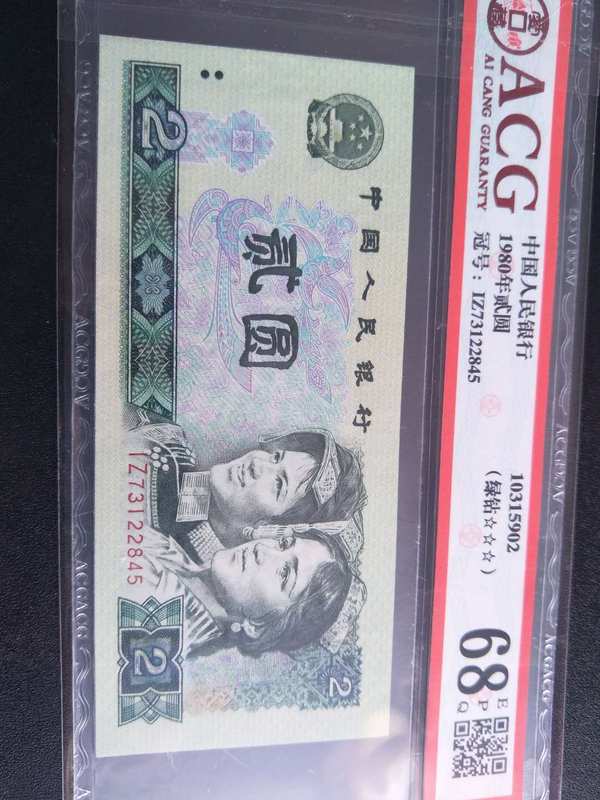 ACG
AI CANG GUARANTY
中国人民银行
1980年贰圆
冠号：IZ73122845
10315902
（绿钻☆☆☆）
68
E
P
Q
中国人民银行
贰圆
2
IZ73122845
2
2